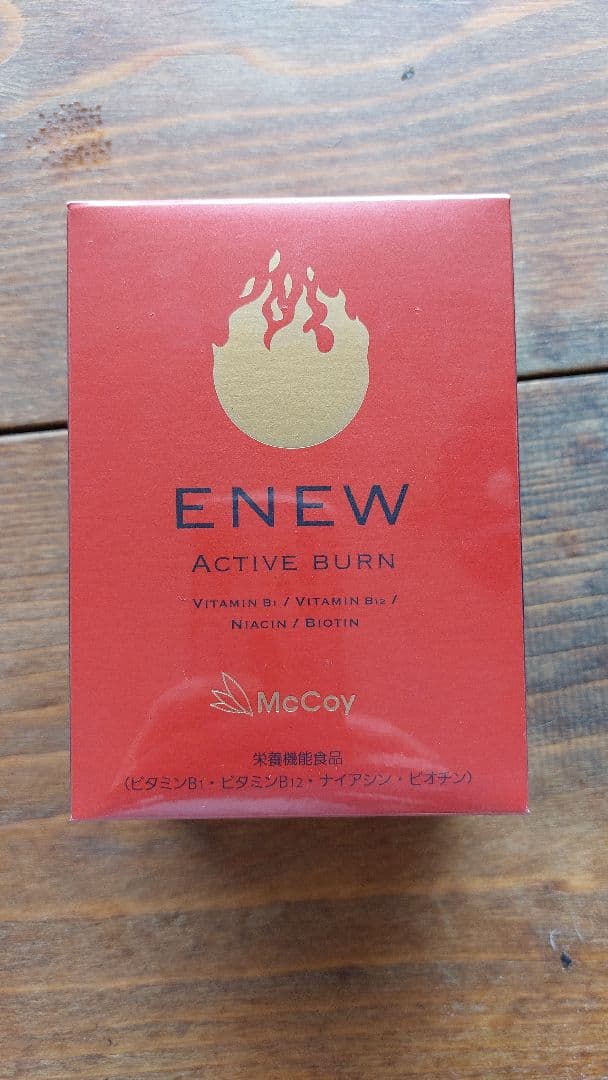 ENEW
ACTIVE BURN
VITAMIN B1 / VITAMIN B12 /
NIACIN / BIOTIN
McCoy
栄養機能食品
(ビタミンB1・ビタミンB12・ナイアシン・ビオチン)